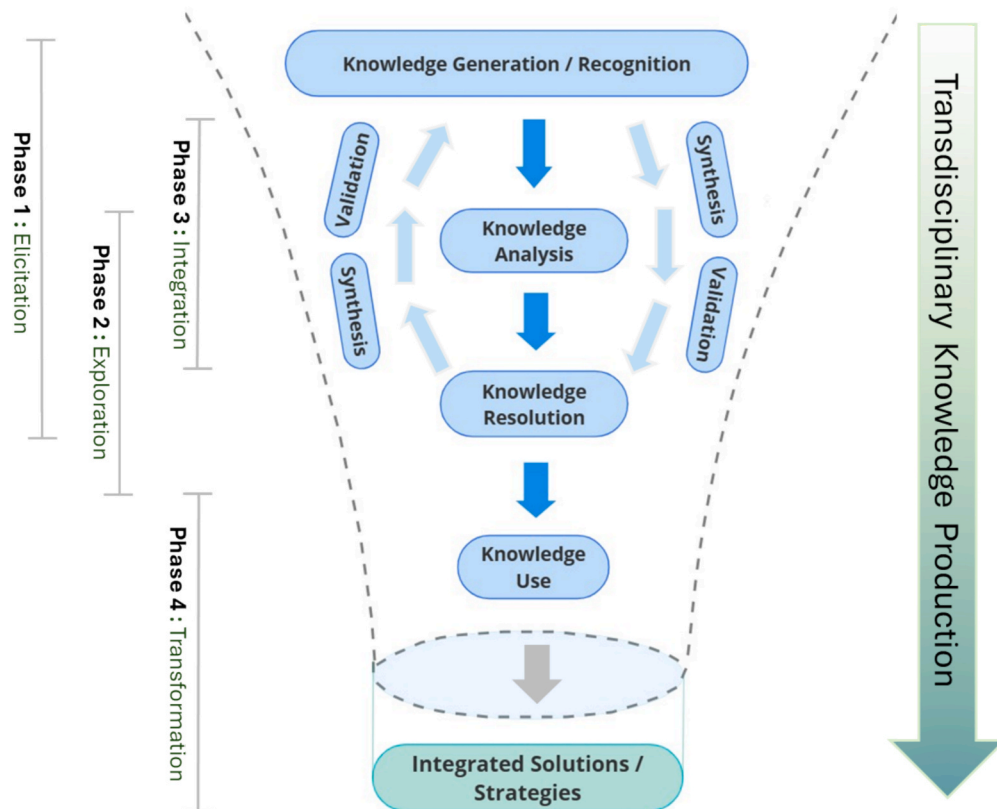 Knowledge Generation / Recognition
Phase 1 : Elicitation
Phase 2 : Exploration
Phase 3 : Integration
Validation
Synthesis
Knowledge
Analysis
Synthesis
Validation
Knowledge
Resolution
Phase 4 : Transformation
Knowledge
Use
Integrated Solutions /
Strategies
Transdisciplinary Knowledge Production